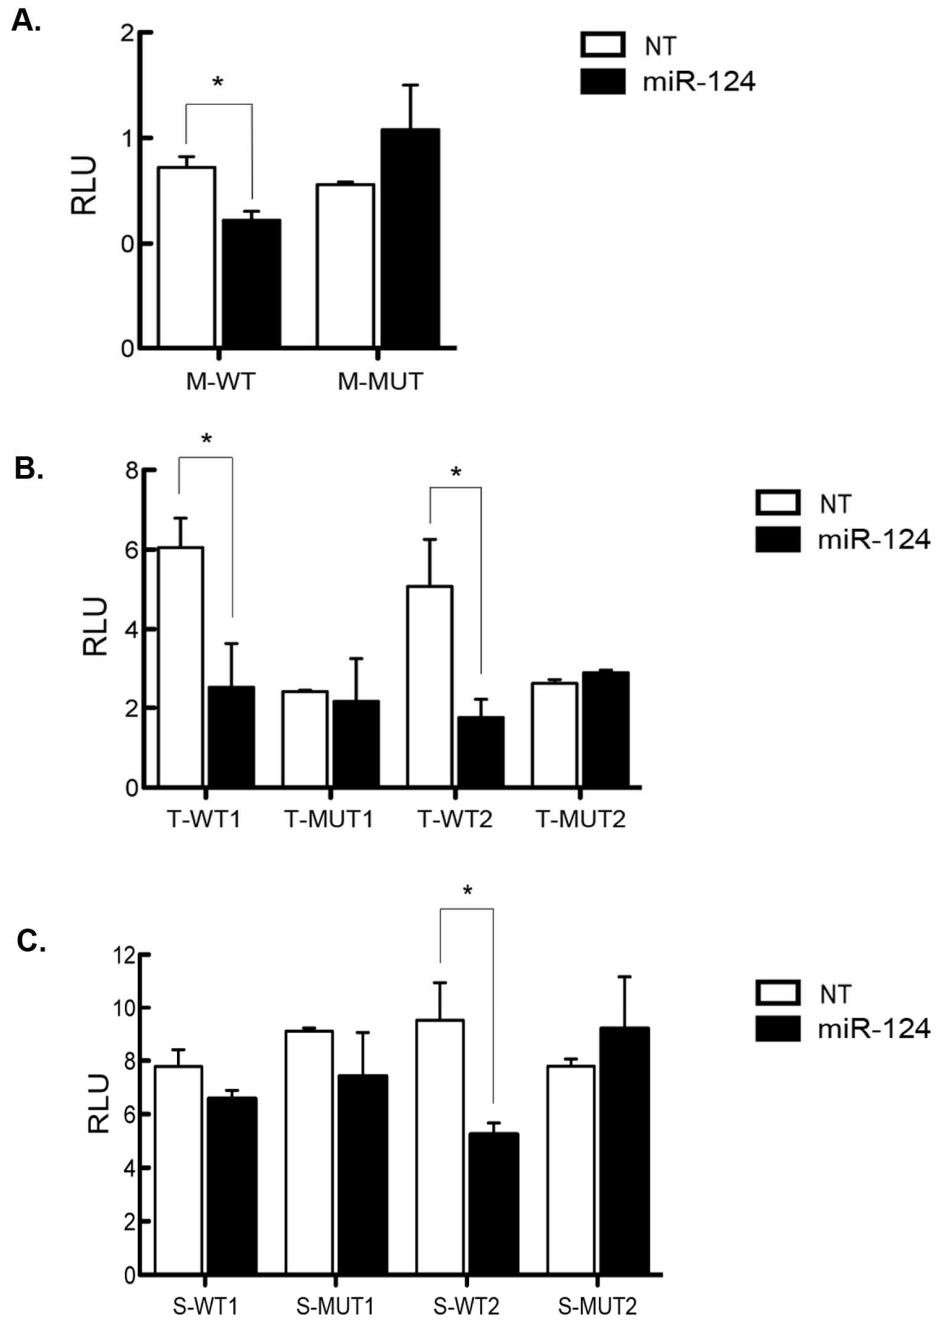 A.
NT
miR-124
*
RLU
2
1
0
0
M-WT M-MUT
B.
NT
miR-124
* *
RLU
8
6
4
2
0
T-WT1 T-MUT1 T-WT2 T-MUT2
C.
NT
miR-124
*
RLU
12
10
8
6
4
2
0
S-WT1 S-MUT1 S-WT2 S-MUT2